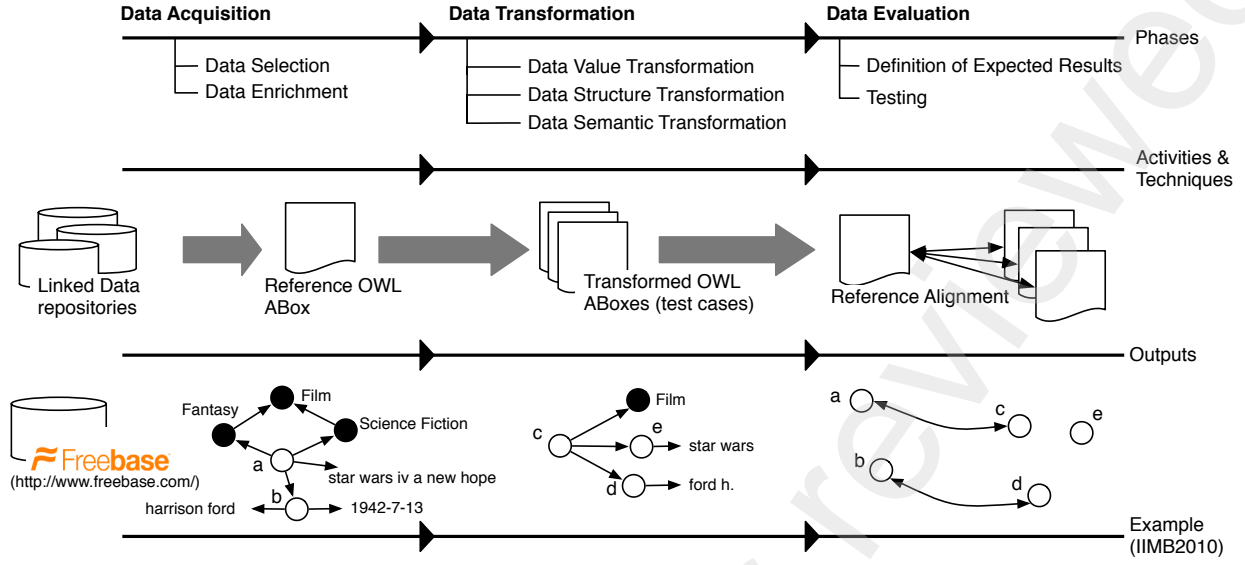 Data Acquisition
Data Transformation
Data Evaluation
Phases
Data Selection
Data Enrichment
Data Value Transformation
Data Structure Transformation
Data Semantic Transformation
Definition of Expected Results
Testing
Activities &
Techniques
Linked Data
repositories
Reference OWL
ABox
Transformed OWL
ABoxes (test cases)
Reference Alignment
Outputs
Film
Fantasy
Science Fiction
a
star wars iv a new hope
b
harrison ford
1942-7-13
Freebase
(http://www.freebase.com/)
Film
c
e
star wars
d
ford h.
a
c
e
b
d
Example
(IIMB2010)
reviewed